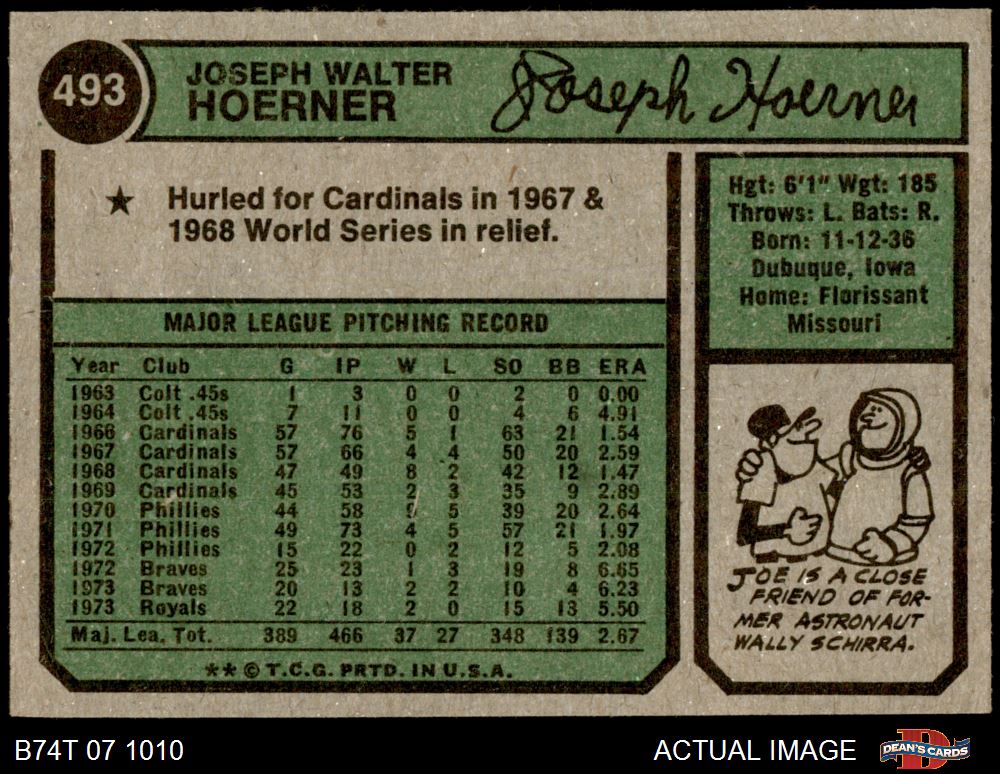 493
JOSEPH WALTER
HOERNER
Joseph Hoerner
★ Hurled for Cardinals in 1967 &
1968 World Series in relief.
MAJOR LEAGUE PITCHING RECORD
Year Club G IP W L SO BB ERA
1963 Colt .45s 1 3 0 0 2 0 0.00
1964 Colt .45s 7 11 0 0 4 6 4.91
1966 Cardinals 57 76 5 1 63 21 1.54
1967 Cardinals 57 66 4 4 50 20 2.59
1968 Cardinals 47 49 8 2 42 12 1.47
1969 Cardinals 45 53 2 3 35 9 2.89
1970 Phillies 44 58 9 5 39 20 2.64
1971 Phillies 49 73 4 5 57 21 1.97
1972 Phillies 15 22 0 2 12 5 2.08
1972 Braves 25 23 1 3 19 8 6.65
1973 Braves 20 13 2 2 10 4 6.23
1973 Royals 22 18 2 0 15 13 5.50
Maj. Lea. Tot. 389 466 37 27 348 139 2.67
** © T.C.G. PRTD. IN U.S.A.
Hgt: 6'1" Wgt: 185
Throws: L. Bats: R.
Born: 11-12-36
Dubuque, Iowa
Home: Florissant
Missouri
JOE IS A CLOSE
FRIEND OF FOR-
MER ASTRONAUT
WALLY SCHIRRA.
B74T 07 1010
ACTUAL IMAGE
DEAN'S CARDS